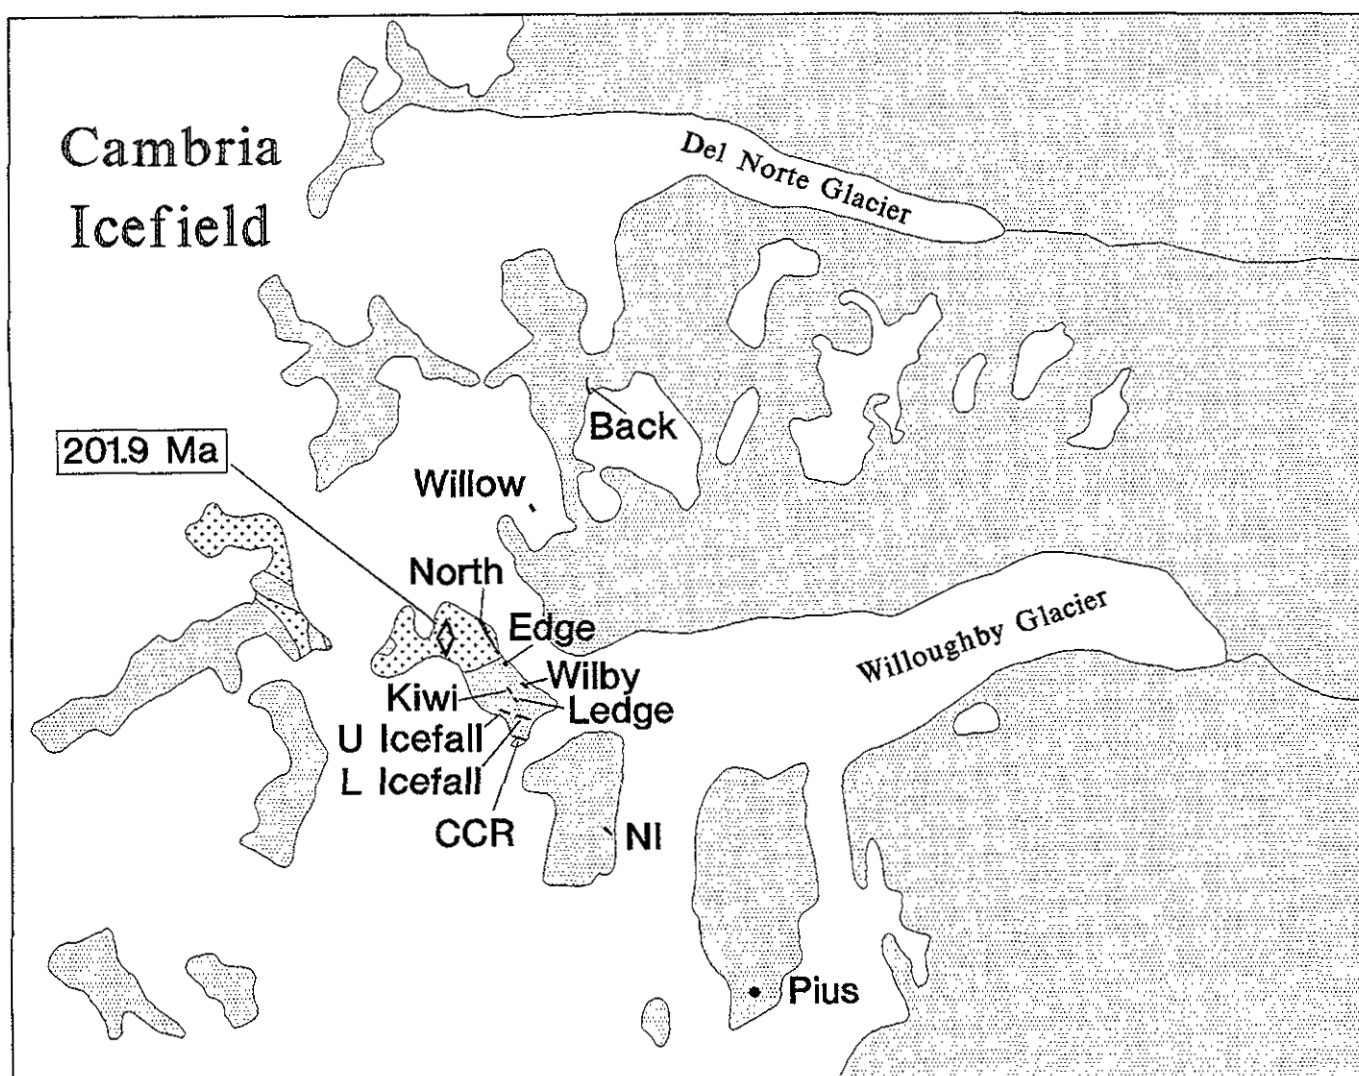 Cambria
Icefield
Del Norte Glacier
Back
201.9 Ma
Willow
North
Edge
Willoughby Glacier
Wilby
Kiwi
Ledge
U Icefall
L Icefall
CCR
NI
Pius